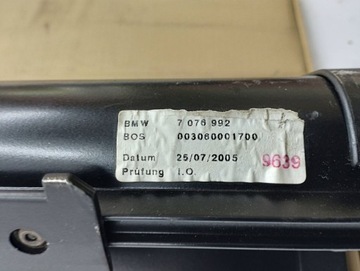 BMW 7 076 992
BOS 003060001700
Datum 25/07/2005 9639
Prüfung I.O.